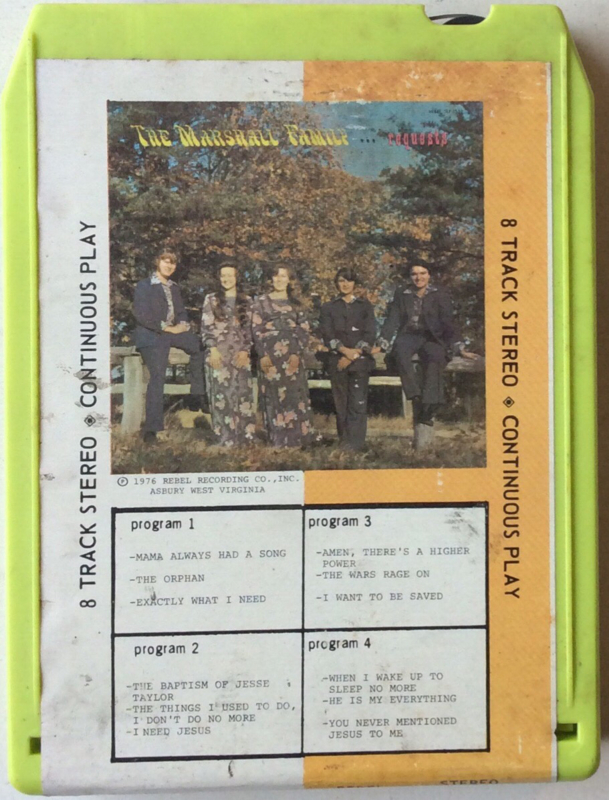 The Marshall Family ... requests
8 TRACK STEREO ◈ CONTINUOUS PLAY
8 TRACK STEREO ◈ CONTINUOUS PLAY
℗ 1976 REBEL RECORDING CO.,INC.
ASBURY WEST VIRGINIA
program 1
-MAMA ALWAYS HAD A SONG
-THE ORPHAN
-EXACTLY WHAT I NEED
program 3
-AMEN, THERE'S A HIGHER
POWER
-THE WARS RAGE ON
-I WANT TO BE SAVED
program 2
-THE BAPTISM OF JESSE
TAYLOR
-THE THINGS I USED TO DO,
I DON'T DO NO MORE
-I NEED JESUS
program 4
-WHEN I WAKE UP TO
SLEEP NO MORE
-HE IS MY EVERYTHING
-YOU NEVER MENTIONED
JESUS TO ME
STEREO